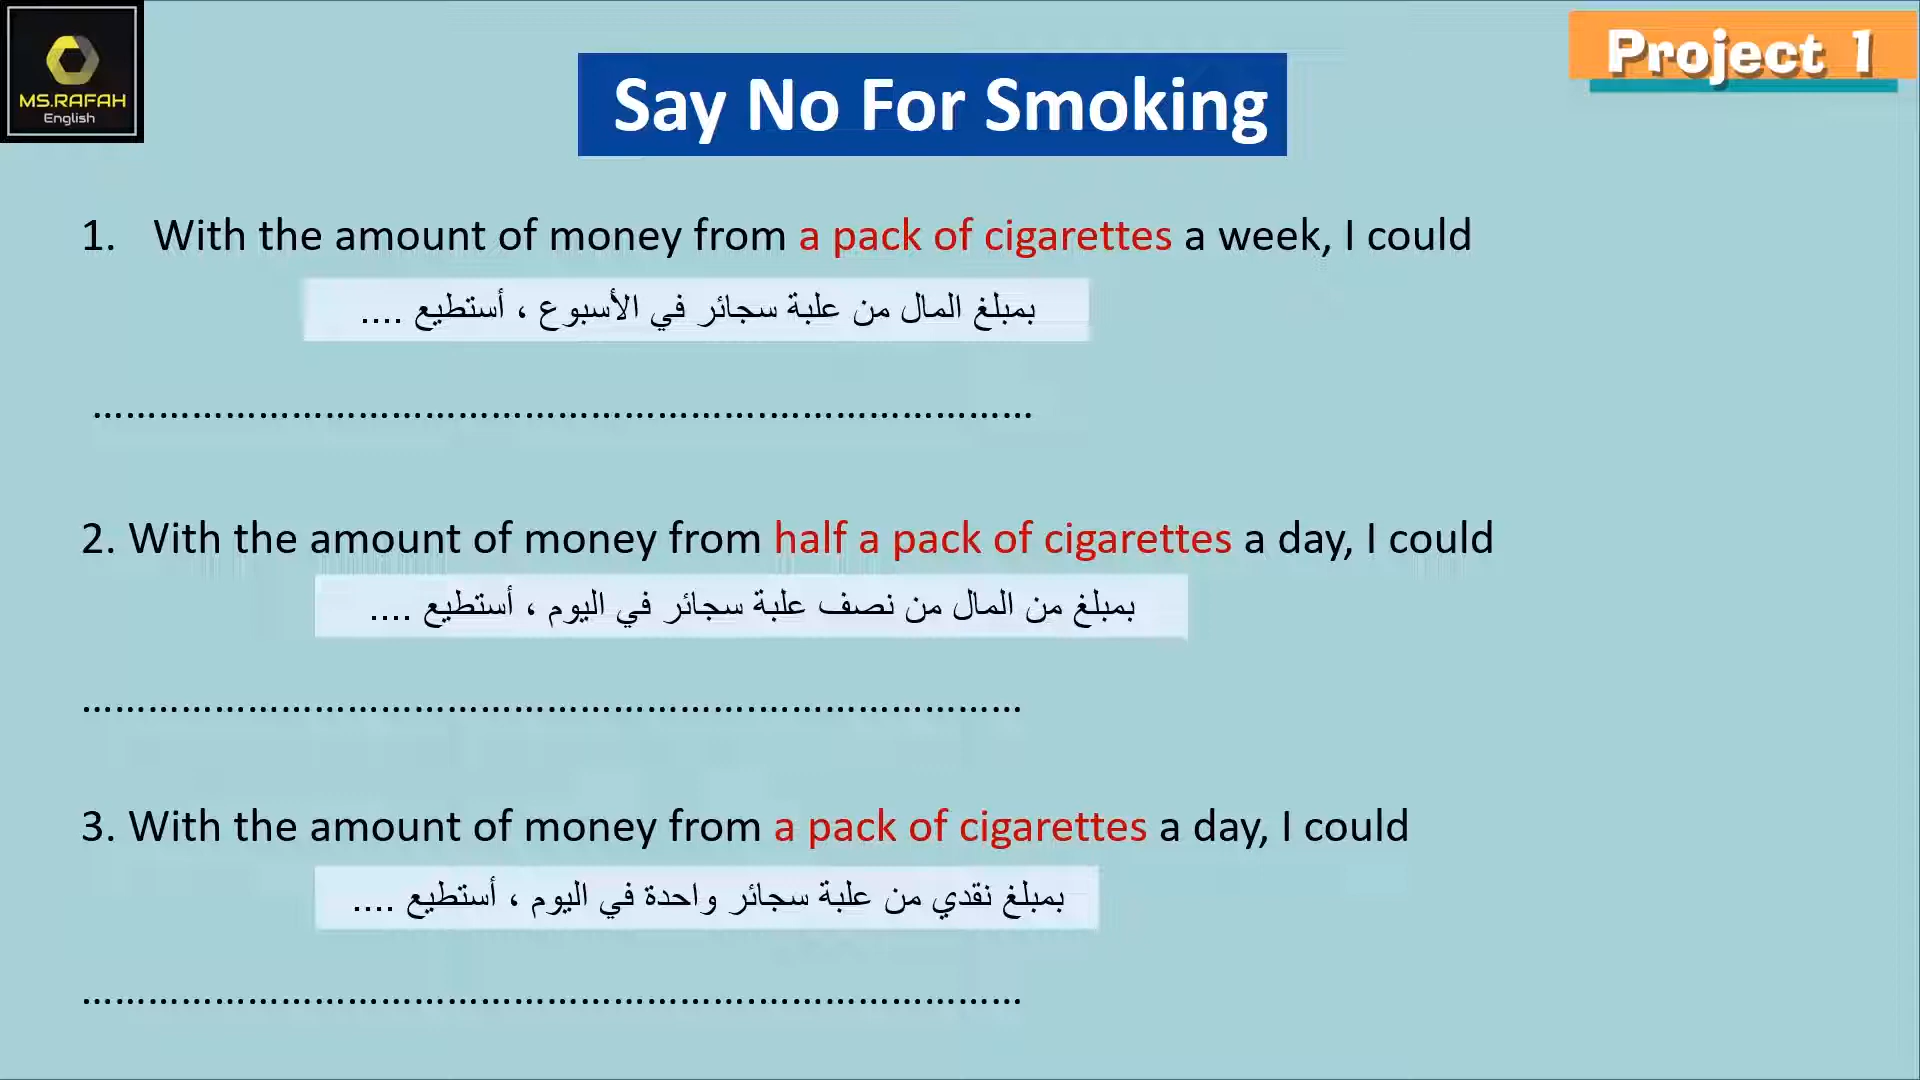 MS.RAFAH
English
Project 1
Say No For Smoking
1. With the amount of money from a pack of cigarettes a week, I could
بمبلغ المال من علبة سجائر في الأسبوع ، أستطيع ....
................................................................................
2. With the amount of money from half a pack of cigarettes a day, I could
بمبلغ من المال من نصف علبة سجائر في اليوم ، أستطيع ....
................................................................................
3. With the amount of money from a pack of cigarettes a day, I could
بمبلغ نقدي من علبة سجائر واحدة في اليوم ، أستطيع ....
................................................................................